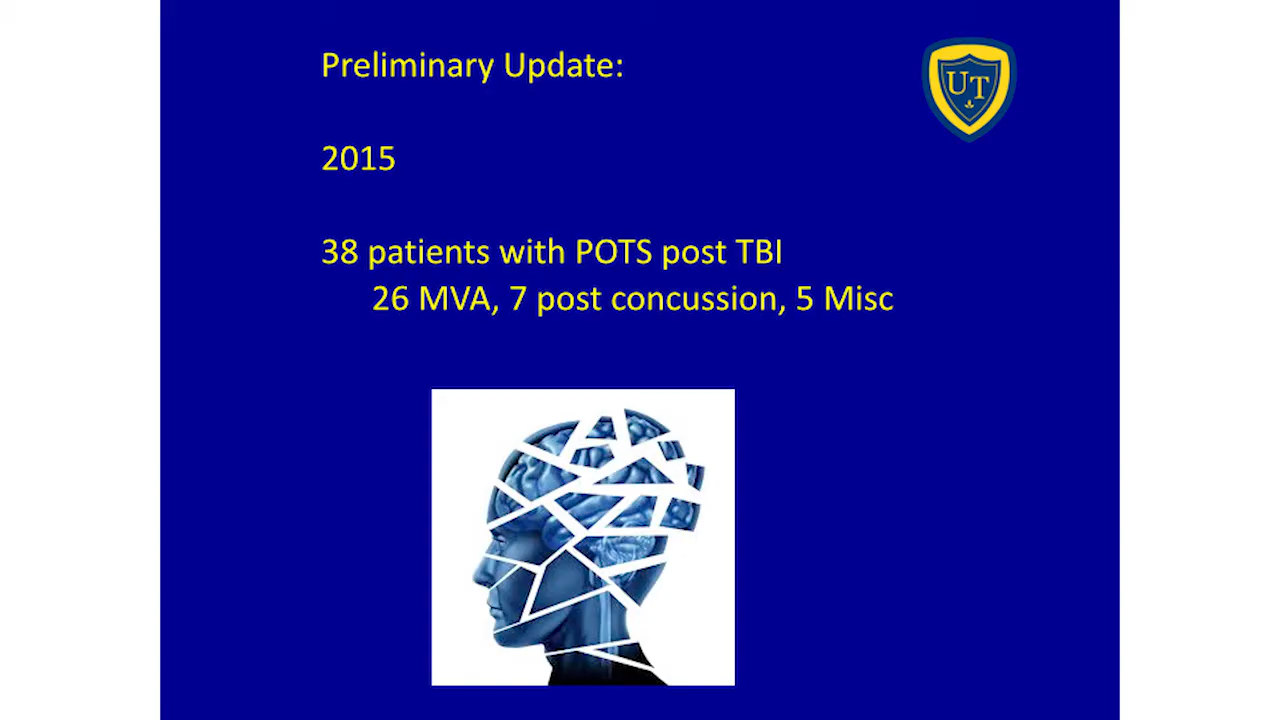 Preliminary Update:
UT
2015
38 patients with POTS post TBI
26 MVA, 7 post concussion, 5 Misc